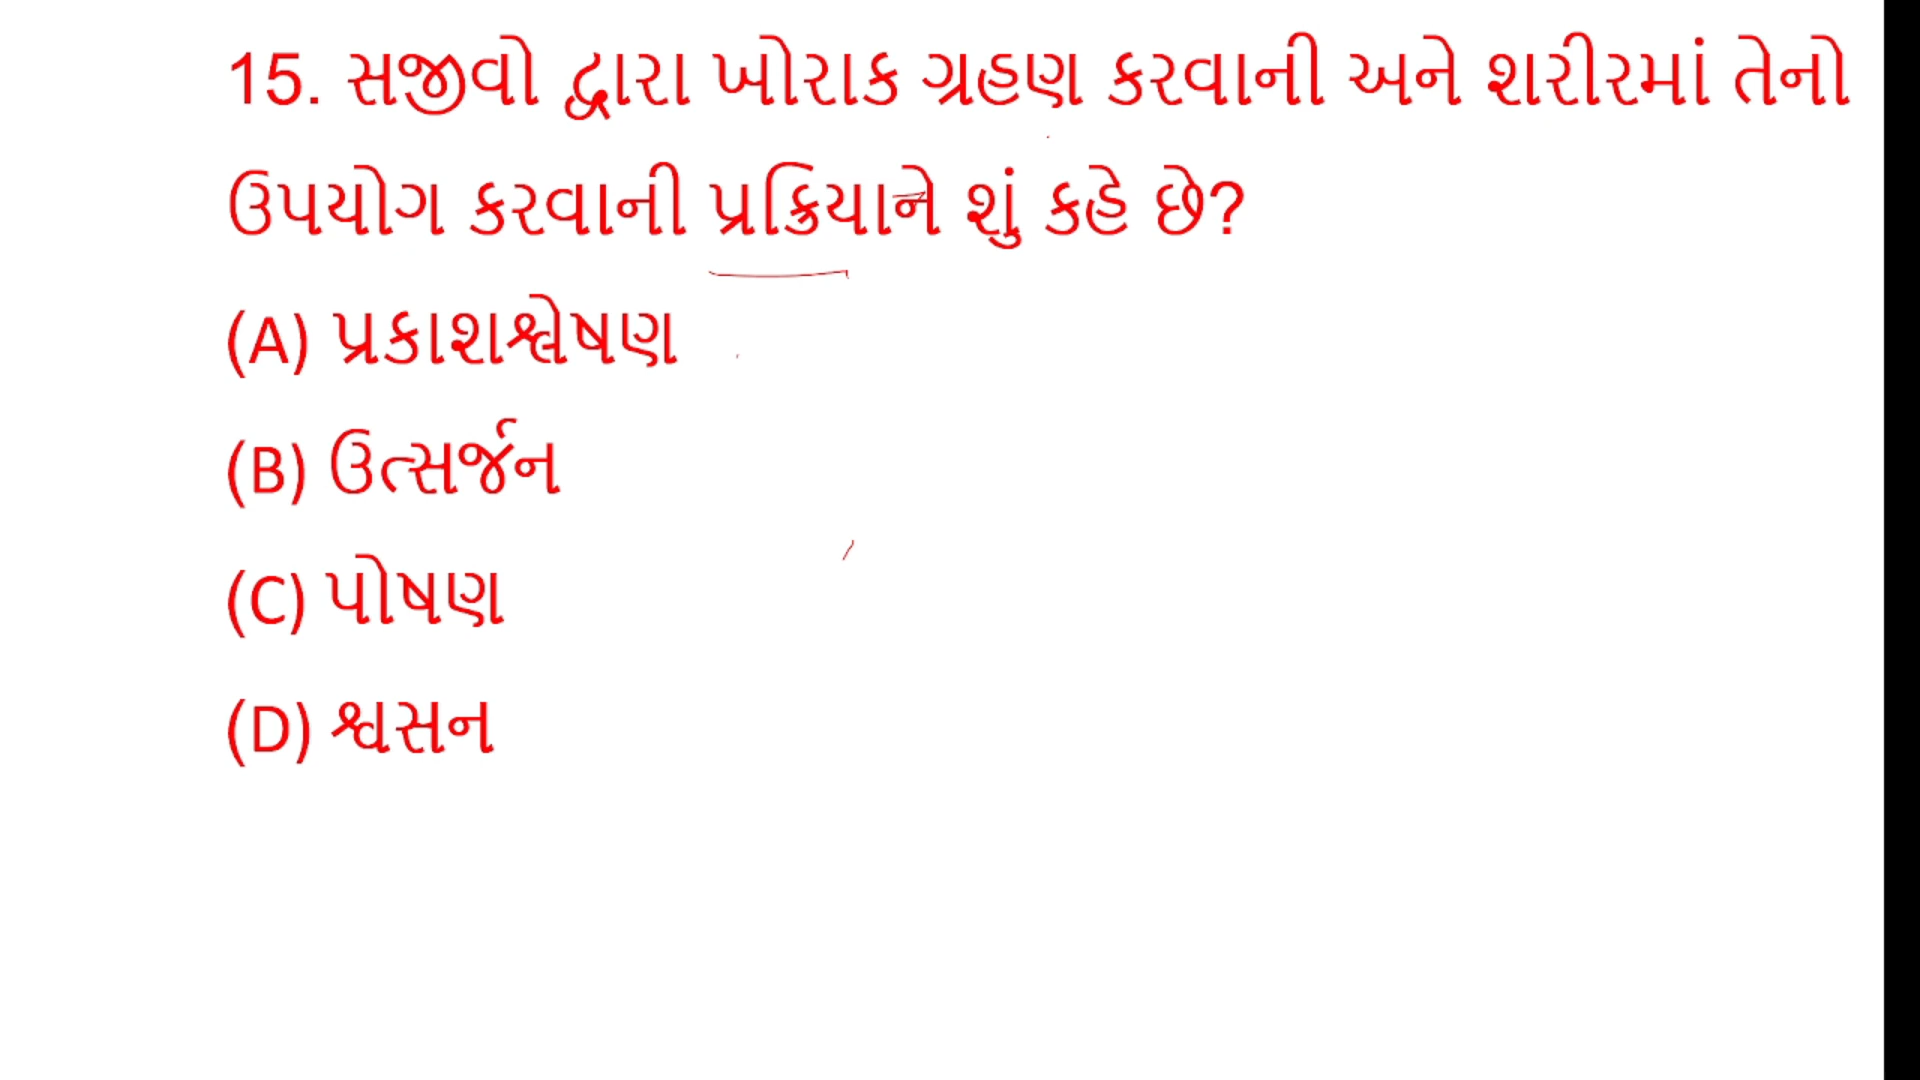 15. સજીવો દ્વારા ખોરાક ગ્રહણ કરવાની અને શરીરમાં તેનો
ઉપયોગ કરવાની પ્રક્રિયાને શું કહે છે?
(A) પ્રકાશશ્લેષણ
(B) ઉત્સર્જન
(C) પોષણ
(D) શ્વસન